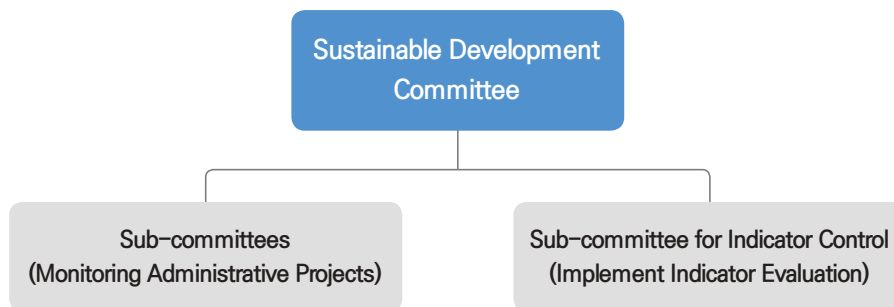 Sustainable Development
Committee
Sub-committees
(Monitoring Administrative Projects)
Sub-committee for Indicator Control
(Implement Indicator Evaluation)